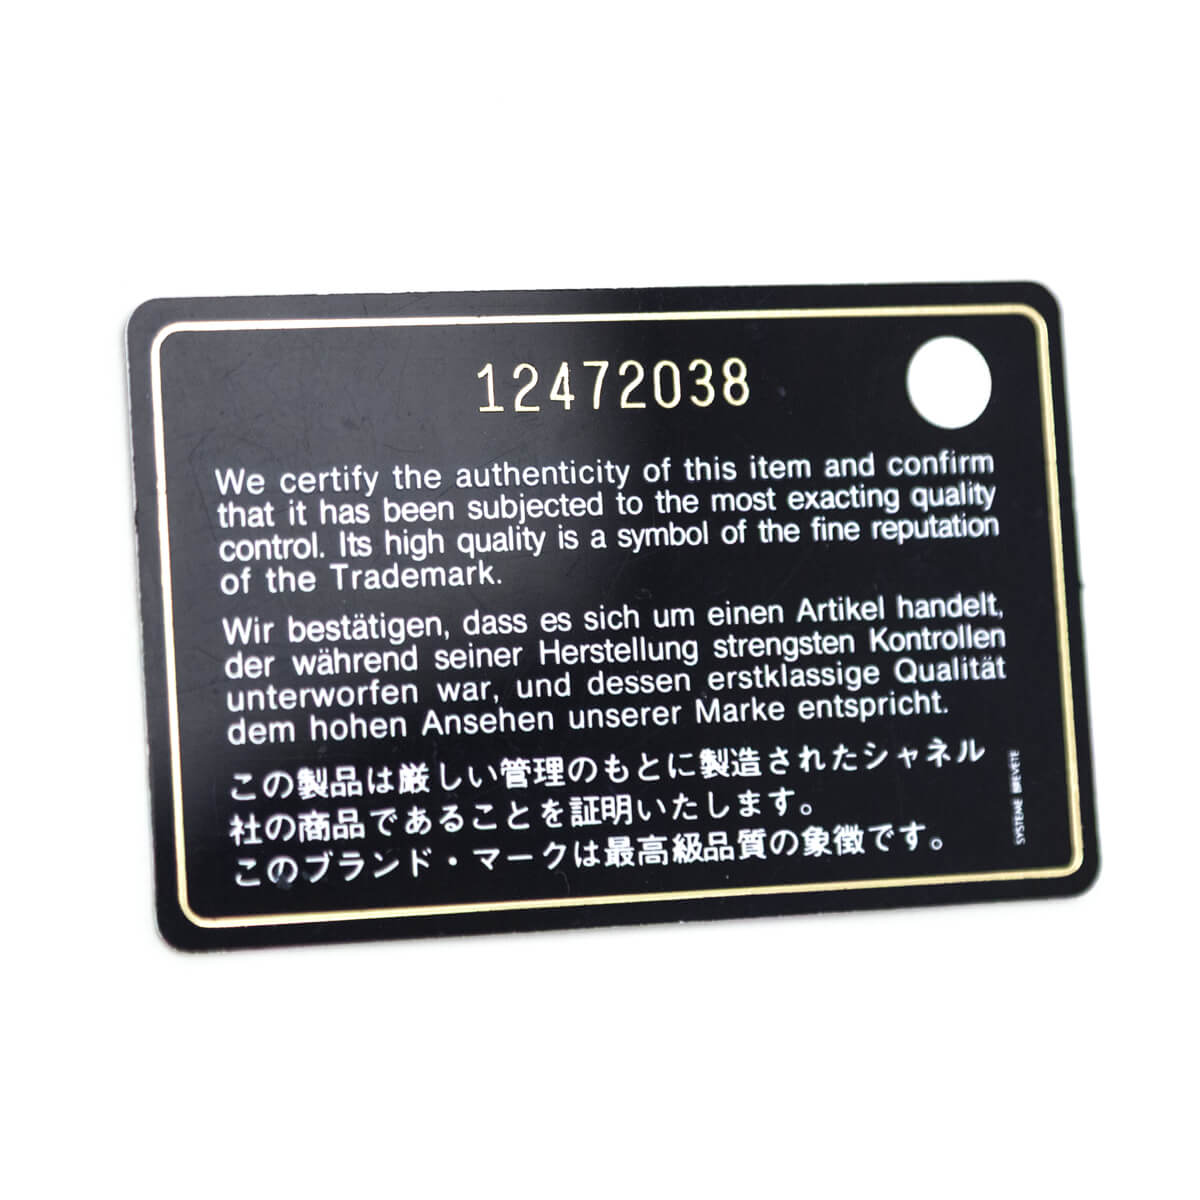 12472038
We certify the authenticity of this item and confirm
that it has been subjected to the most exacting quality
control. Its high quality is a symbol of the fine reputation
of the Trademark.
Wir bestätigen, dass es sich um einen Artikel handelt,
der während seiner Herstellung strengsten Kontrollen
unterworfen war, und dessen erstklassige Qualität
dem hohen Ansehen unserer Marke entspricht.
この製品は厳しい管理のもとに製造されたシャネル
社の商品であることを証明いたします。
このブランド・マークは最高級品質の象徴です。
SYSTEME BREVETE